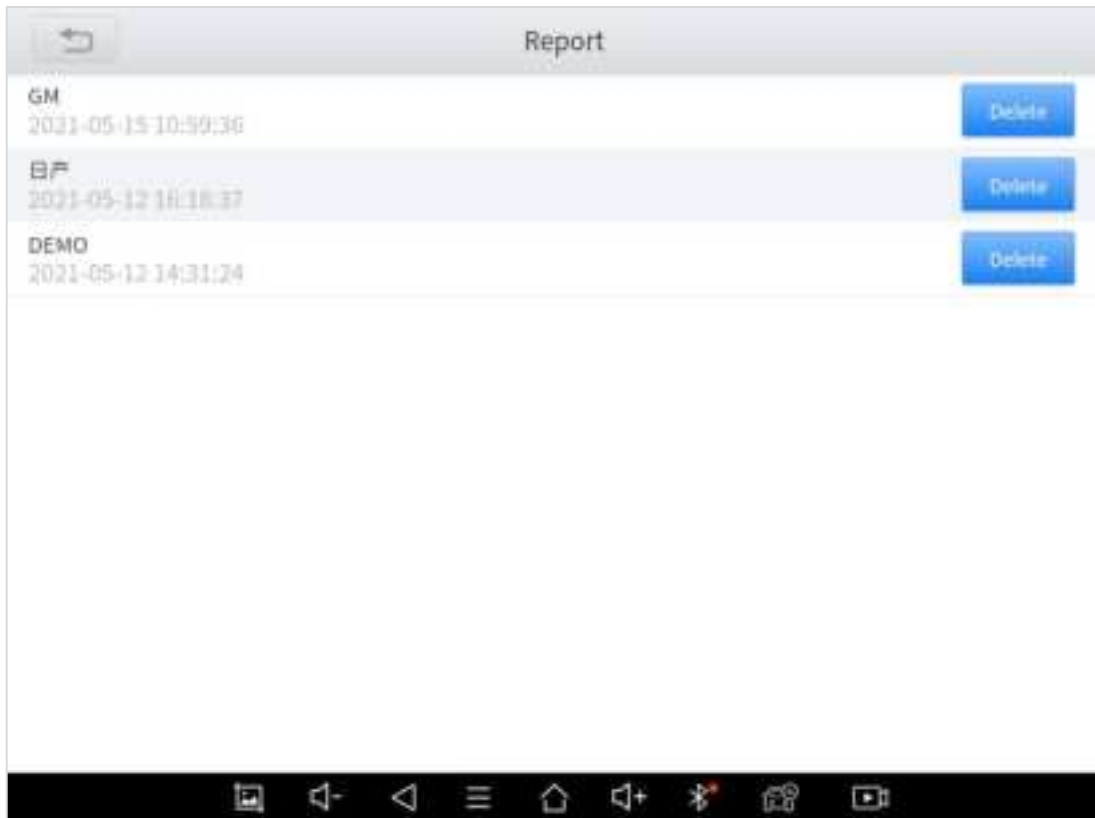 Report
GM
2021-05-15 10:59:36
Delete
日产
2021-05-12 16:18:37
Delete
DEMO
2021-05-12 14:31:24
Delete